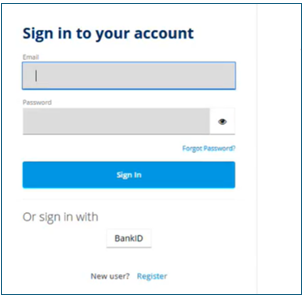 Sign in to your account
Email
Password
Forgot Password?
Sign In
Or sign in with
BankID
New user? Register